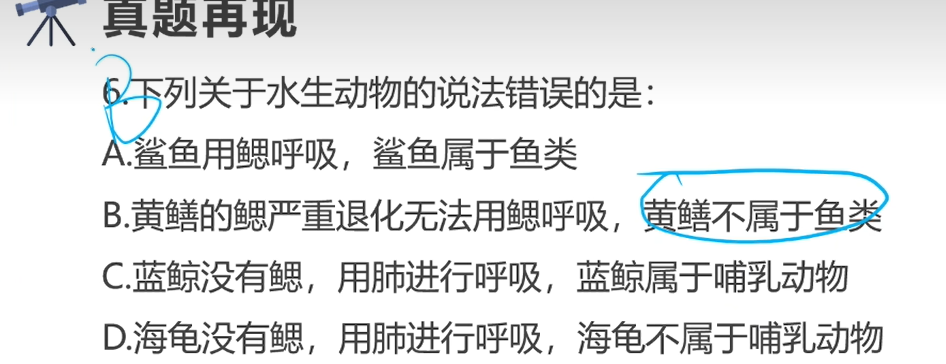 真题再现
6.下列关于水生动物的说法错误的是：
A.鲨鱼用鳃呼吸，鲨鱼属于鱼类
B.黄鳝的鳃严重退化无法用鳃呼吸，黄鳝不属于鱼类
C.蓝鲸没有鳃，用肺进行呼吸，蓝鲸属于哺乳动物
D.海龟没有鳃，用肺进行呼吸，海龟不属于哺乳动物